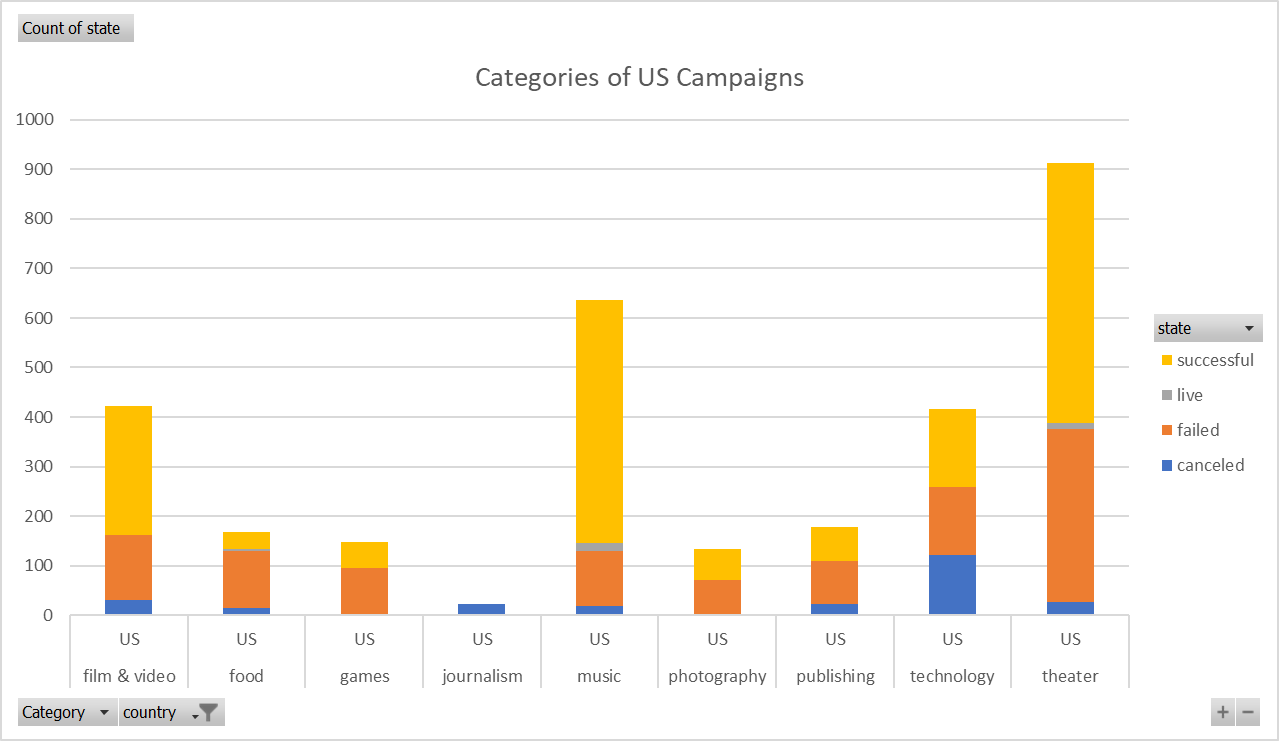 Count of state
Categories of US Campaigns
1000
900
800
700
600
500
400
300
200
100
0
state
successful
live
failed
canceled
US US US US US US US US US
film & video food games journalism music photography publishing technology theater
Category country